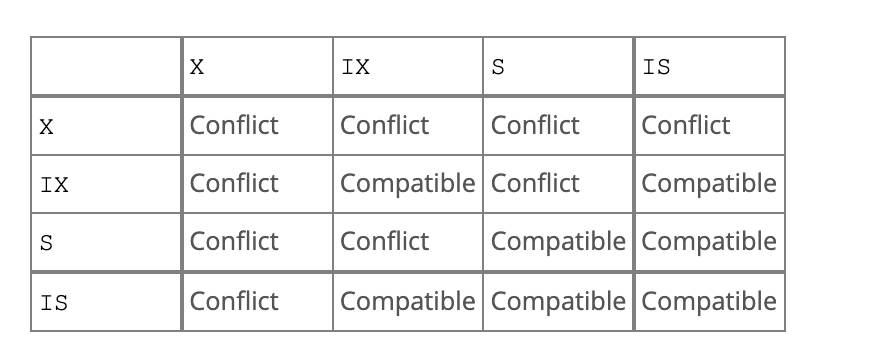 X IX S IS
X Conflict Conflict Conflict Conflict
IX Conflict Compatible Conflict Compatible
S Conflict Conflict Compatible Compatible
IS Conflict Compatible Compatible Compatible